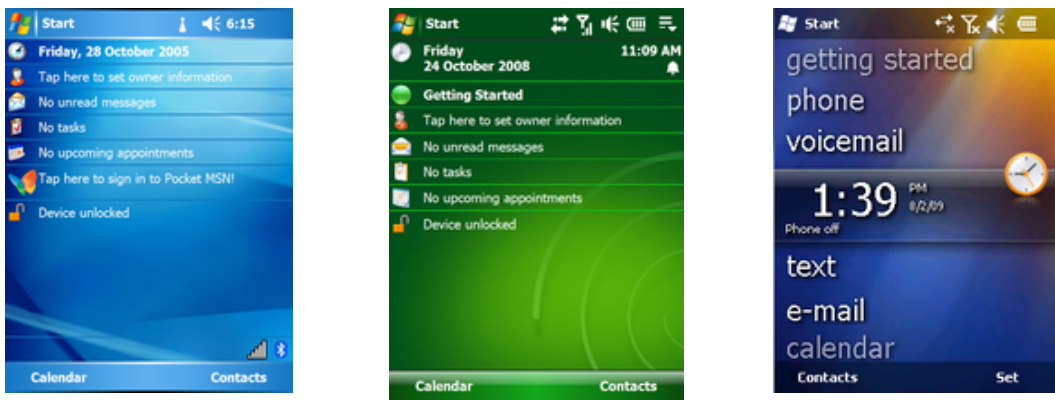 Start
6:15
Friday, 28 October 2005
Tap here to set owner information
No unread messages
No tasks
No upcoming appointments
Tap here to sign in to Pocket MSN!
Device unlocked
Calendar Contacts
Start
Friday 11:09 AM
24 October 2008
Getting Started
Tap here to set owner information
No unread messages
No tasks
No upcoming appointments
Device unlocked
Calendar Contacts
Start
getting started
phone
voicemail
1:39 PM
8/2/09
Phone off
text
e-mail
calendar
Contacts Set